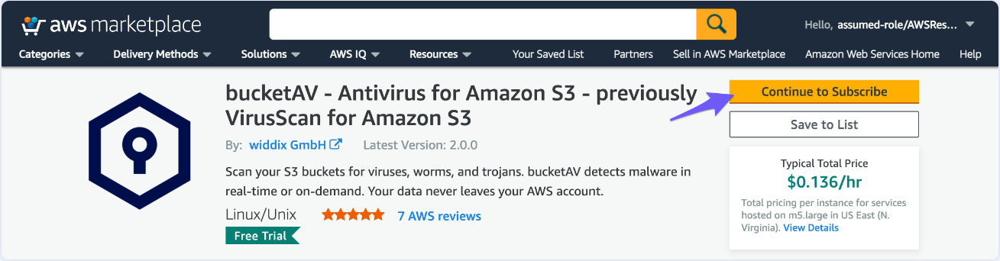 aws marketplace
Hello, assumed-role/AWSRes...
Categories Delivery Methods Solutions AWS IQ Resources Your Saved List Partners Sell in AWS Marketplace Amazon Web Services Home Help
bucketAV - Antivirus for Amazon S3 - previously
VirusScan for Amazon S3
By: widdix GmbH Latest Version: 2.0.0
Scan your S3 buckets for viruses, worms, and trojans. bucketAV detects malware in
real-time or on-demand. Your data never leaves your AWS account.
Linux/Unix 7 AWS reviews
Free Trial
Continue to Subscribe
Save to List
Typical Total Price
$0.136/hr
Total pricing per instance for services
hosted on m5.large in US East (N.
Virginia). View Details